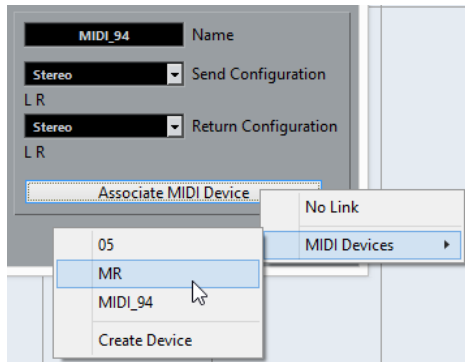 MIDI_94 Name
Stereo Send Configuration
L R
Stereo Return Configuration
L R
Associate MIDI Device
No Link
MIDI Devices
05
MR
MIDI_94
Create Device